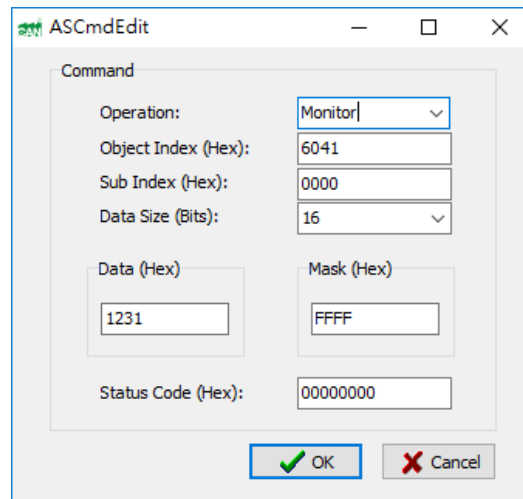 CAN ASCmdEdit
Command
Operation: Monitor
Object Index (Hex): 6041
Sub Index (Hex): 0000
Data Size (Bits): 16
Data (Hex) Mask (Hex)
1231 FFFF
Status Code (Hex): 00000000
OK Cancel